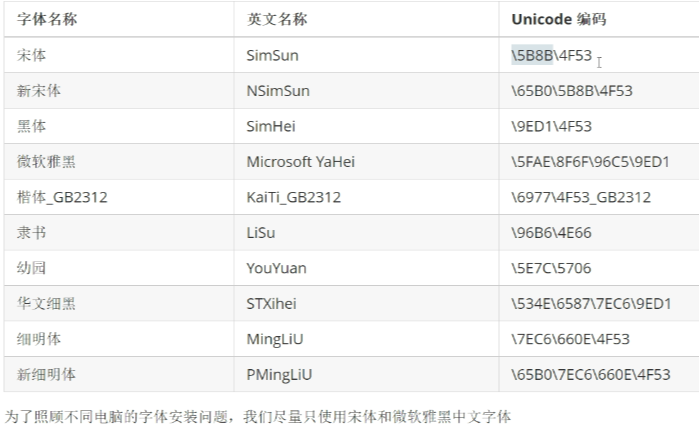 字体名称 英文名称 Unicode 编码
宋体 SimSun \5B8B\4F53
新宋体 NSimSun \65B0\5B8B\4F53
黑体 SimHei \9ED1\4F53
微软雅黑 Microsoft YaHei \5FAE\8F6F\96C5\9ED1
楷体_GB2312 KaiTi_GB2312 \6977\4F53_GB2312
隶书 LiSu \96B6\4E66
幼园 YouYuan \5E7C\5706
华文细黑 STXihei \534E\6587\7EC6\9ED1
细明体 MingLiU \7EC6\660E\4F53
新细明体 PMingLiU \65B0\7EC6\660E\4F53
为了照顾不同电脑的字体安装问题，我们尽量只使用宋体和微软雅黑中文字体